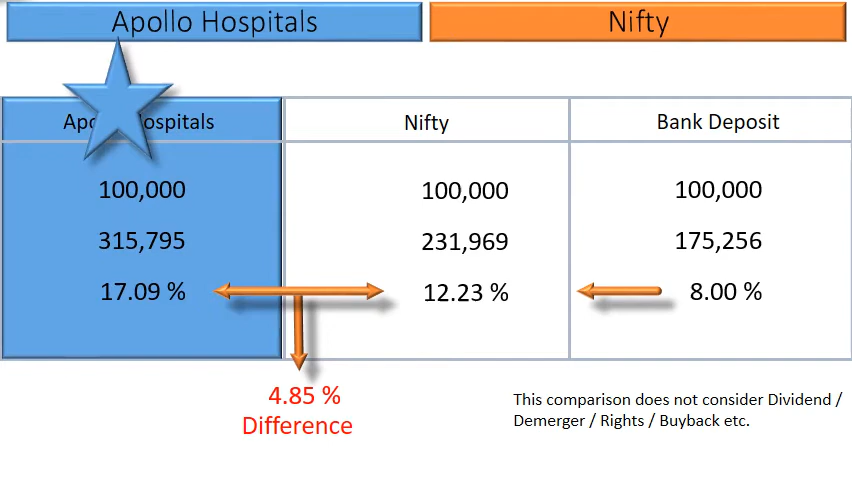 Apollo Hospitals Nifty
Apo Hospitals Nifty Bank Deposit
100,000 100,000 100,000
315,795 231,969 175,256
17.09 % 12.23 % 8.00 %
4.85 %
Difference
This comparison does not consider Dividend /
Demerger / Rights / Buyback etc.